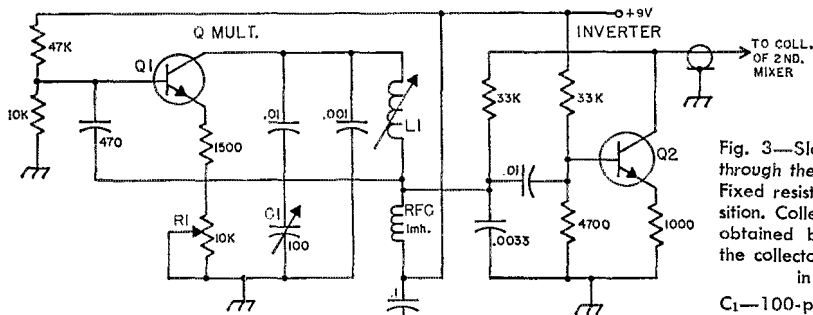 Q MULT.
+9V
INVERTER
47K
Q1
TO COLL.
OF 2ND.
MIXER
10K
470
1500
.01
.001
L1
33K
33K
.01
Q2
R1
10K
C1
100
RFC
1mh.
.0033
4700
1000
.1
Fig. 3—Slo
through the
Fixed resist
sition. Collec
obtained b
the collecto
in
C1—100-p